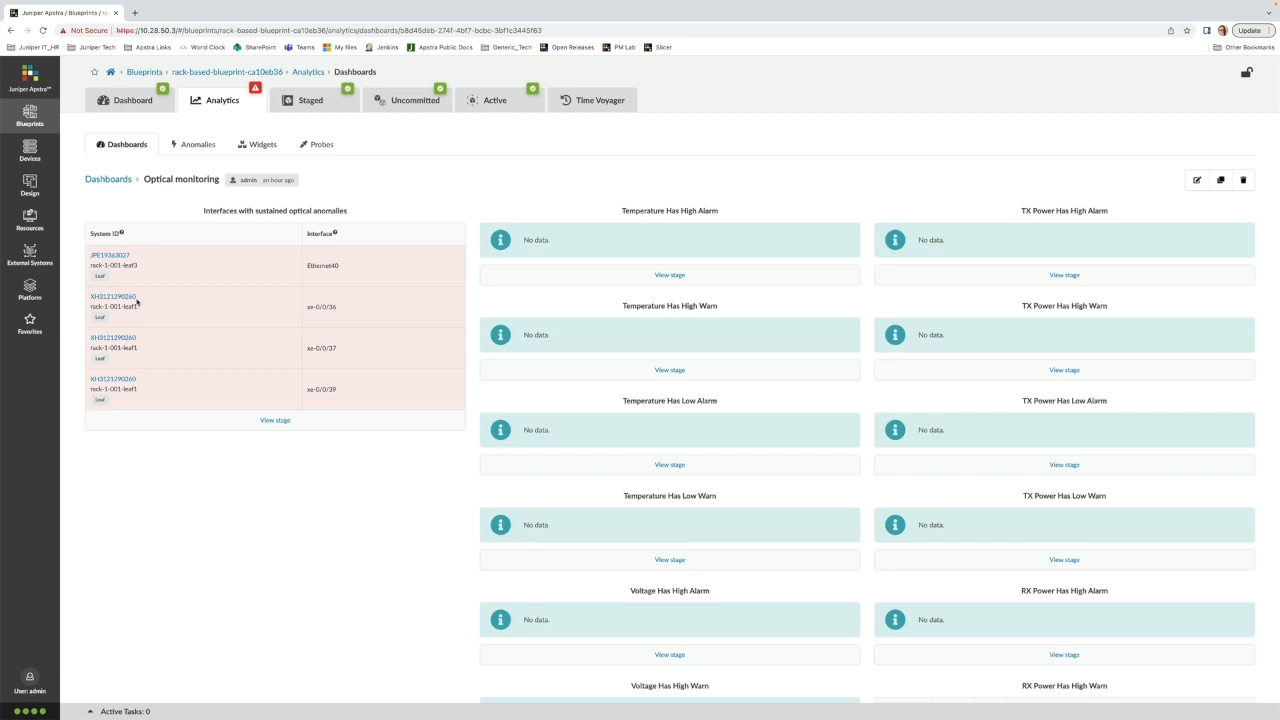 Juniper Apstra / Blueprints / r
Not Secure
https://10.28.50.3/#/blueprints/rack-based-blueprint-ca10eb36/analytics/dashboards/b8d45deb-274f-4bf7-bcbc-3bf1c3445f63
Update
Juniper IT_HR
Juniper Tech
Apstra Links
World Clock
SharePoint
Teams
My files
Jenkins
Apstra Public Docs
Generic_Tech
Open Releases
PM Lab
Slicer
Other Bookmarks
Juniper Apstra™
Blueprints
Devices
Design
Resources
External Systems
Platform
Favorites
User: admin
Blueprints › rack-based-blueprint-ca10eb36 › Analytics › Dashboards
Dashboard
Analytics
Staged
Uncommitted
Active
Time Voyager
Dashboards
Anomalies
Widgets
Probes
Dashboards › Optical monitoring
admin an hour ago
Interfaces with sustained optical anomalies
System ID
Interface
JPE19363027
rack-1-001-leaf3
Leaf
Ethernet40
XH3121290260
rack-1-001-leaf1
Leaf
xe-0/0/36
XH3121290260
rack-1-001-leaf1
Leaf
xe-0/0/37
XH3121290260
rack-1-001-leaf1
Leaf
xe-0/0/39
View stage
Temperature Has High Alarm
No data.
View stage
Temperature Has High Warn
No data.
View stage
Temperature Has Low Alarm
No data.
View stage
Temperature Has Low Warn
No data.
View stage
Voltage Has High Alarm
No data.
View stage
Voltage Has High Warn
TX Power Has High Alarm
No data.
View stage
TX Power Has High Warn
No data.
View stage
TX Power Has Low Alarm
No data.
View stage
TX Power Has Low Warn
No data.
View stage
RX Power Has High Alarm
No data.
View stage
RX Power Has High Warn
Active Tasks: 0